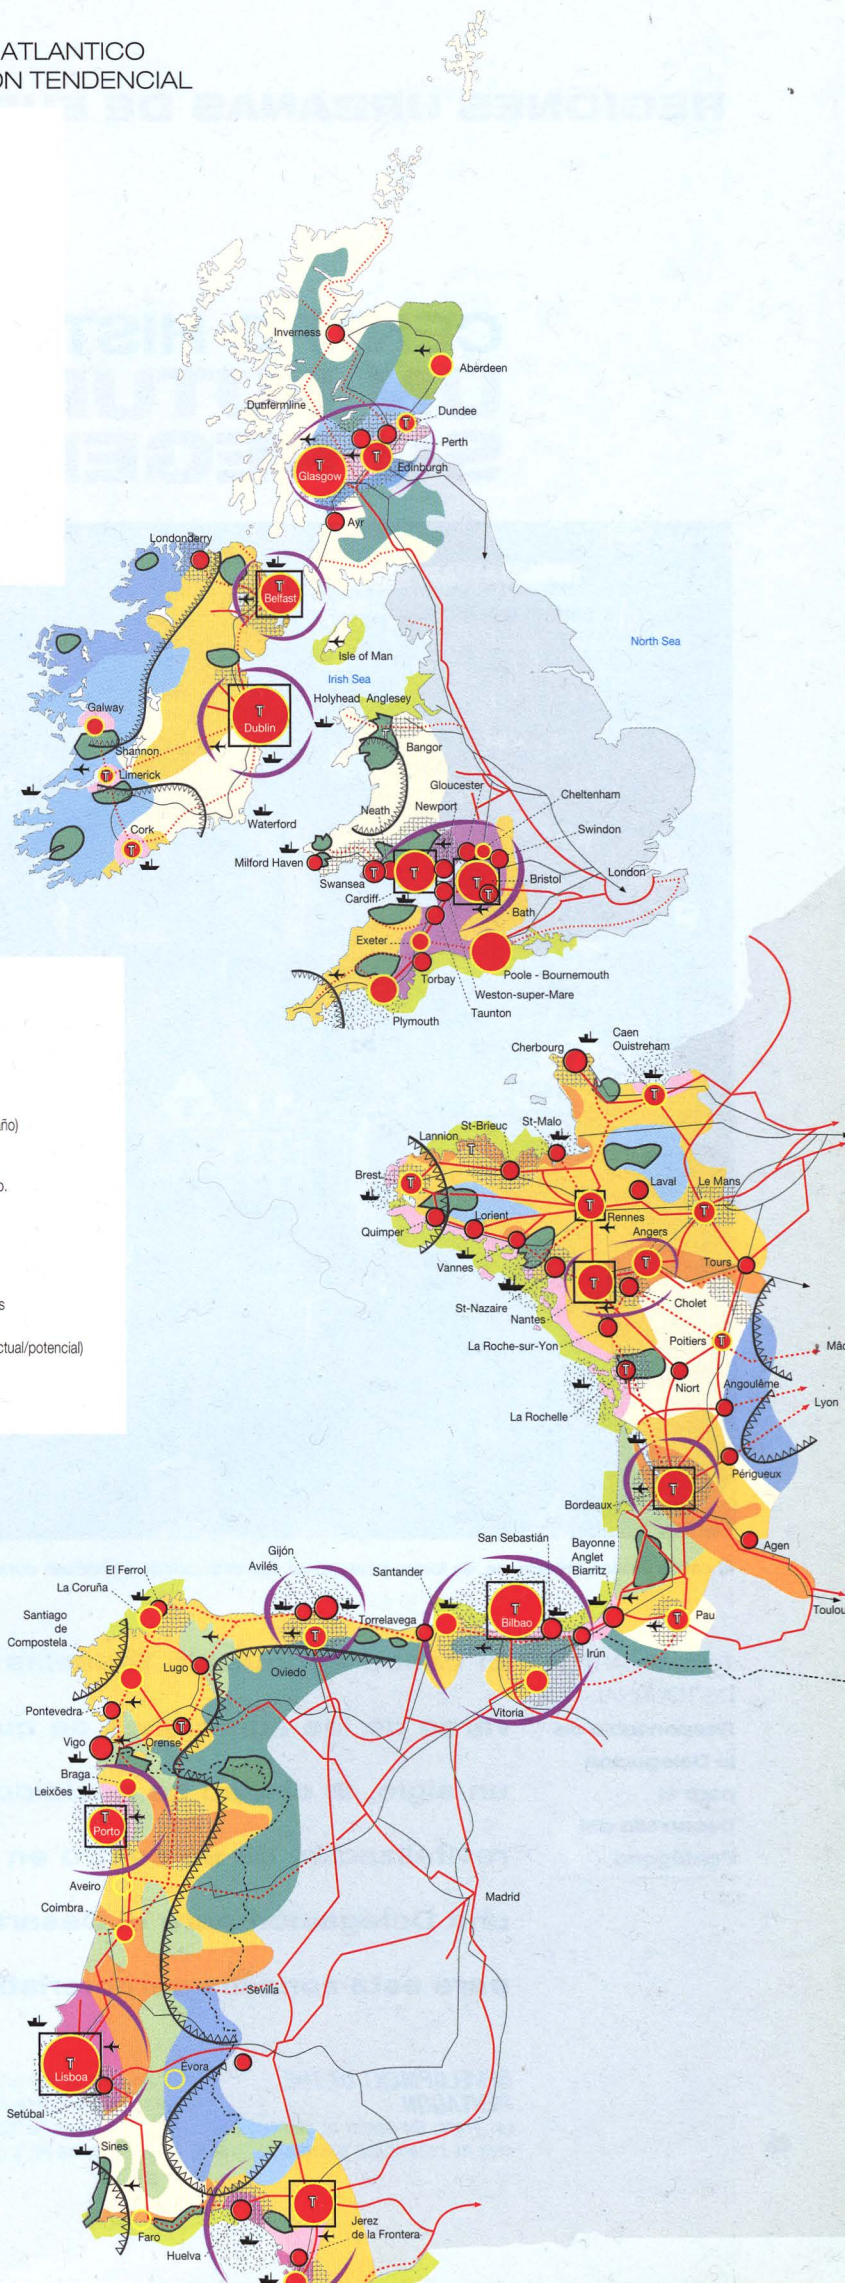 ATLANTICO
ON TENDENCIAL
Inverness
Aberdeen
Dunfermline
Dundee
Perth
T
Edinburgh
Glasgow
Ayr
Londonderry
Belfast
North Sea
Isle of Man
Irish Sea
Holyhead Anglesey
Galway
Dublin
Shannon
Bangor
Limerick
Gloucester
Cheltenham
Neath
Newport
Cork
Waterford
Swindon
Milford Haven
Swansea
Bristol
London
Cardiff
Bath
Exeter
Torbay
Poole - Bournemouth
Weston-super-Mare
Taunton
Plymouth
Caen
Ouistreham
Cherbourg
año)
o.
St-Brieuc
St-Malo
Lannion
Brest
Laval
Le Mans
Lorient
Rennes
Quimper
Angers
Vannes
Tours
St-Nazaire
Cholet
Nantes
s
La Roche-sur-Yon
Poitiers
ctual/potencial)
Mâc
Niort
Angoulême
Lyon
La Rochelle
Périgueux
Bordeaux
San Sebastián
Bayonne
Anglet
Biarritz
Agen
Gijón
Avilés
El Ferrol
La Coruña
Santander
Torrelavega
Toulou
Santiago
de
Compostela
Bilbao
Pau
Irún
Lugo
Oviedo
Pontevedra
Vitoria
Vigo
Orense
Braga
Leixões
Porto
Aveiro
Madrid
Coimbra
Sevilla
Évora
Lisboa
Setúbal
Sines
Jerez
de la Frontera
Faro
Huelva